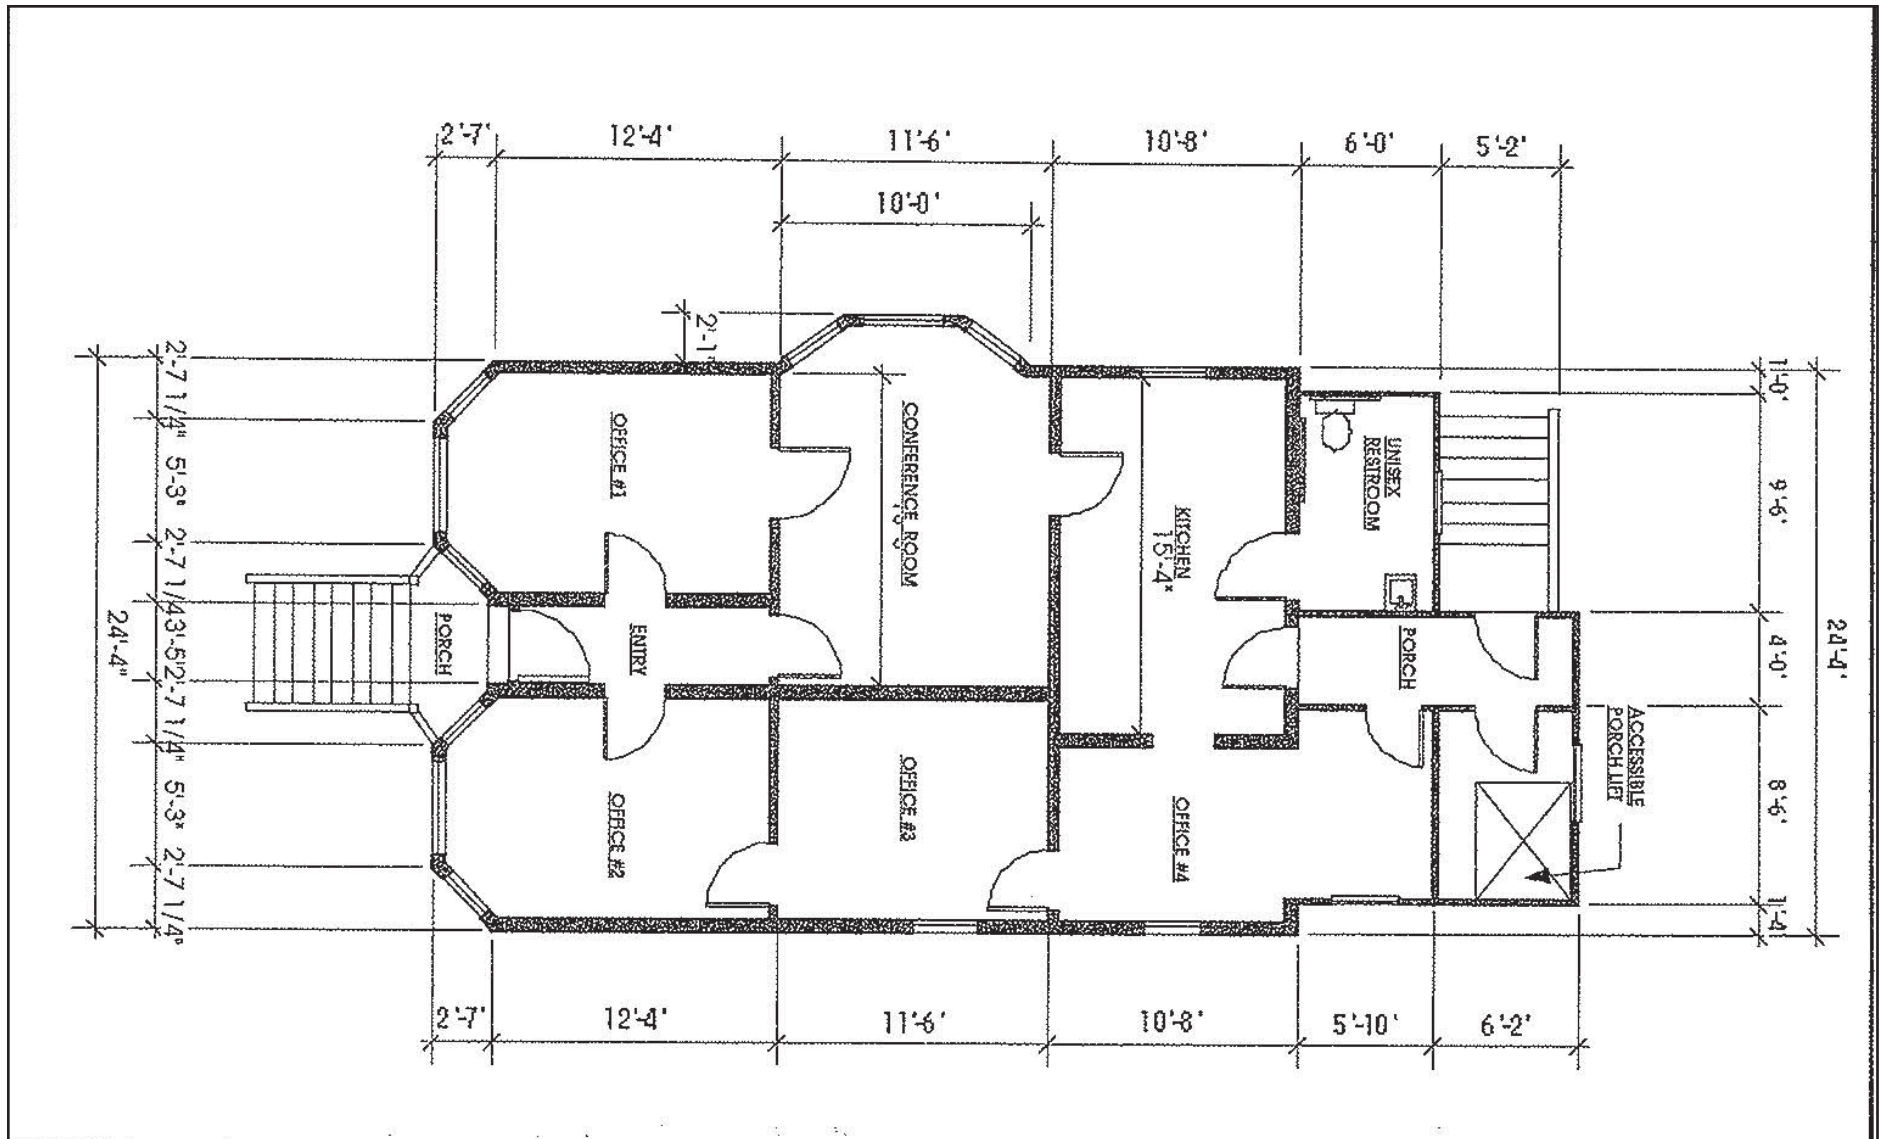 2'-7'
12'-4'
11'-6'
10'-8'
6'-0'
5'-2'
10'-0'
2'-1"
2'-7 1/4"
5'-3"
2'-7 1/4"
3'-5"
2'-7 1/4"
5'-3"
2'-7 1/4"
24'-4"
OFFICE #1
CONFERENCE ROOM
KITCHEN
15'-4"
UNISEX
RESTROOM
PORCH
ENTRY
PORCH
ACCESSIBLE
PORCH LIFT
OFFICE #2
OFFICE #3
OFFICE #4
1'-0'
9'-6'
4'-0'
8'-6'
1'-4'
24'-4'
2'-7'
12'-4'
11'-6'
10'-8'
5'-10'
6'-2'